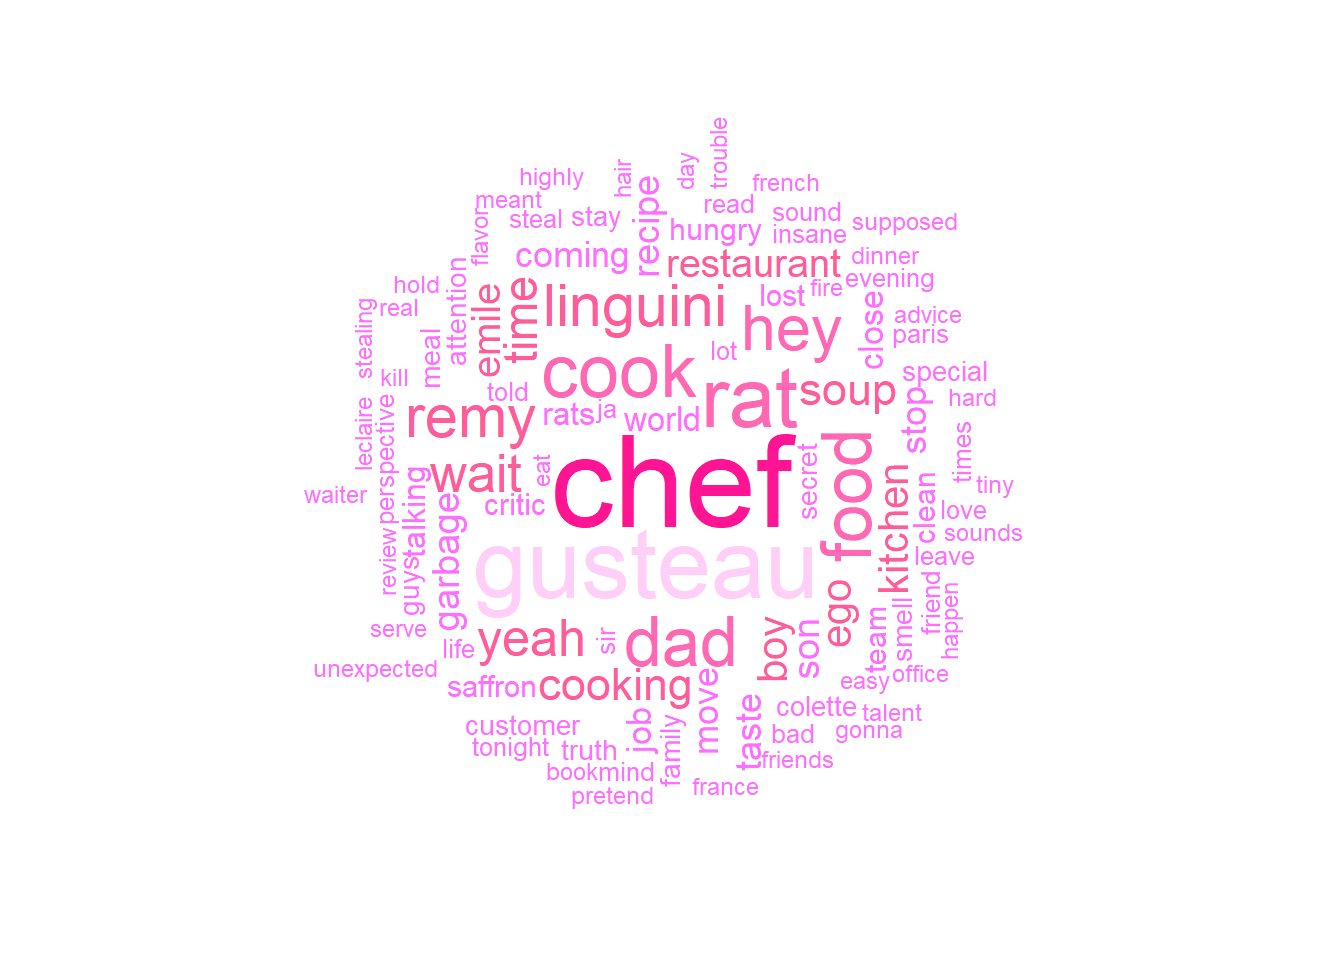 trouble
day
hair
highly
french
meant
read
recipe
steal
stay
sound
supposed
flavor
hungry
insane
coming
restaurant
dinner
hold
attention
evening
real
emile
time
linguini
lost
fire
close
advice
stealing
hey
paris
meal
lot
kill
cook
special
told
rat
soup
hard
leclaire
perspective
remy
rats
ja
world
stop
times
wait
eat
chef
secret
food
kitchen
clean
tiny
waiter
talking
critic
love
review
guys
garbage
gusteau
sounds
leave
serve
ego
friend
happen
life
yeah
sir
dad
boy
son
team
smell
unexpected
office
saffron
cooking
easy
customer
job
family
move
taste
colette
talent
tonight
truth
bad
gonna
book
mind
friends
pretend
france